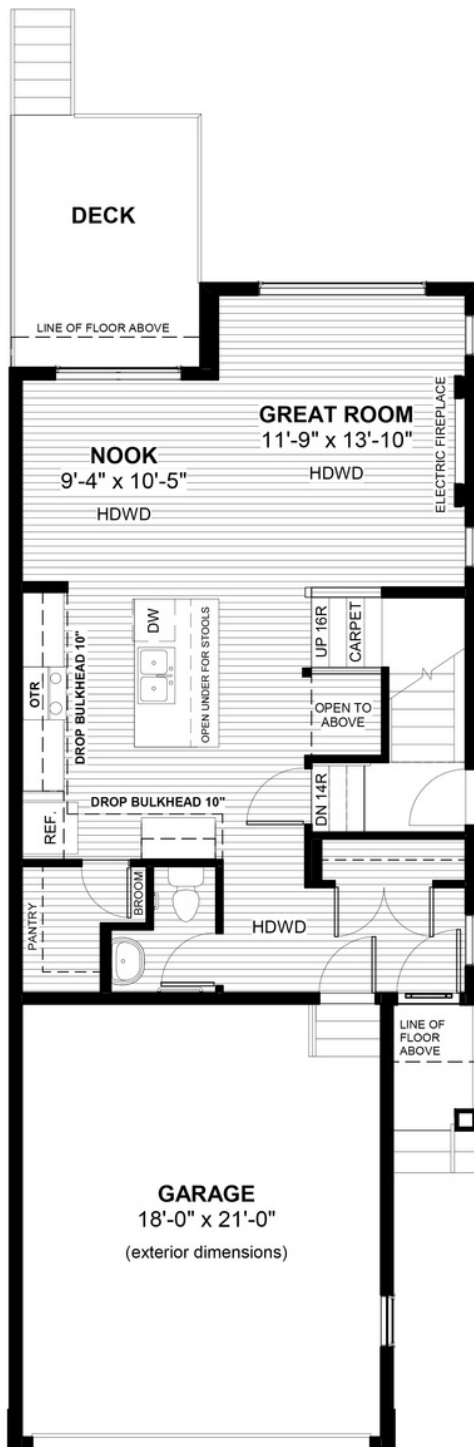 DECK
LINE OF FLOOR ABOVE
GREAT ROOM
11'-9" x 13'-10"
HDWD
ELECTRIC FIREPLACE
NOOK
9'-4" x 10'-5"
HDWD
DW
OPEN UNDER FOR STOOLS
UP 16R
CARPET
OTR
DROP BULKHEAD 10"
OPEN TO
ABOVE
DN 14R
DROP BULKHEAD 10"
REF.
PANTRY
BROOM
HDWD
LINE OF
FLOOR
ABOVE
GARAGE
18'-0" x 21'-0"
(exterior dimensions)